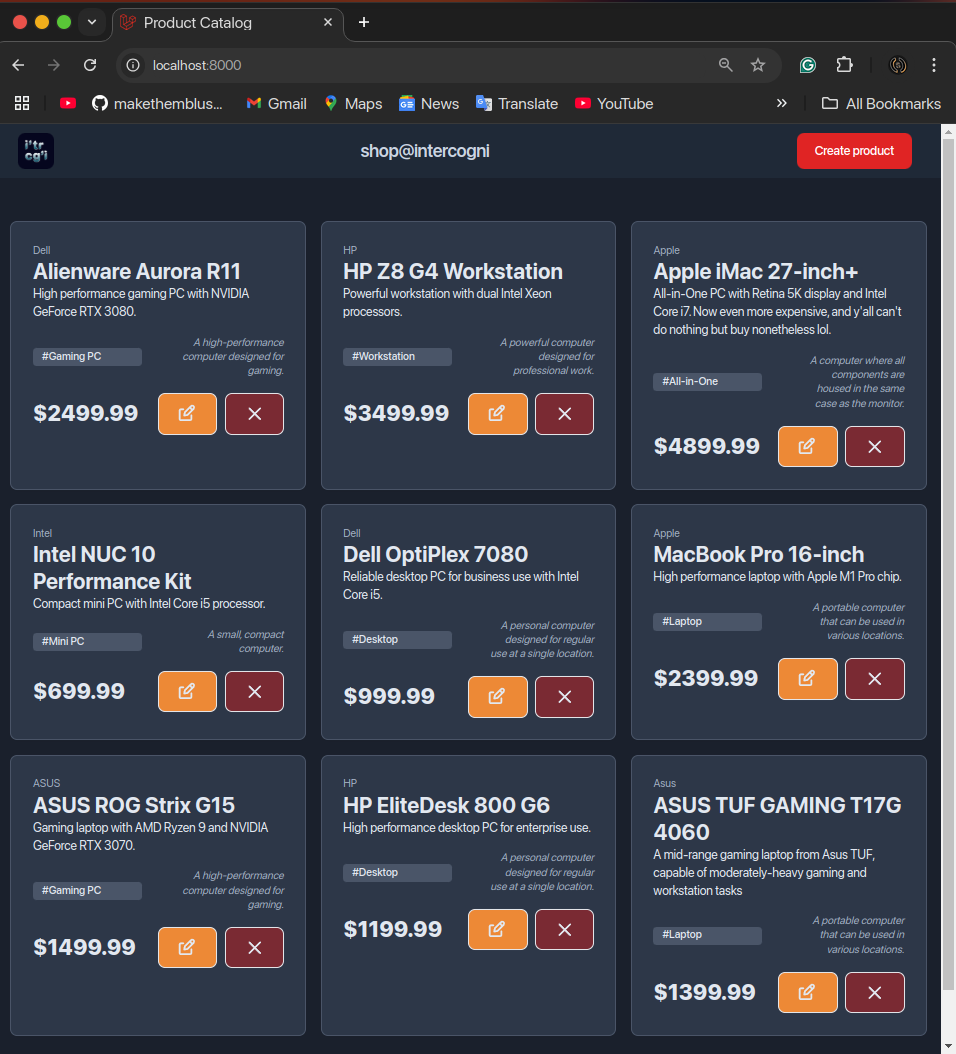 Product Catalog
localhost:8000
makethemblus...
Gmail
Maps
News
Translate
YouTube
All Bookmarks
i'tr
cg'i
shop@intercogni
Create product
Dell
Alienware Aurora R11
High performance gaming PC with NVIDIA
GeForce RTX 3080.
#Gaming PC
A high-performance
computer designed for
gaming.
$2499.99
HP
HP Z8 G4 Workstation
Powerful workstation with dual Intel Xeon
processors.
#Workstation
A powerful computer
designed for
professional work.
$3499.99
Apple
Apple iMac 27-inch+
All-in-One PC with Retina 5K display and Intel
Core i7. Now even more expensive, and y'all can't
do nothing but buy nonetheless lol.
#All-in-One
A computer where all
components are
housed in the same
case as the monitor.
$4899.99
Intel
Intel NUC 10
Performance Kit
Compact mini PC with Intel Core i5 processor.
#Mini PC
A small, compact
computer.
$699.99
Dell
Dell OptiPlex 7080
Reliable desktop PC for business use with Intel
Core i5.
#Desktop
A personal computer
designed for regular
use at a single location.
$999.99
Apple
MacBook Pro 16-inch
High performance laptop with Apple M1 Pro chip.
#Laptop
A portable computer
that can be used in
various locations.
$2399.99
ASUS
ASUS ROG Strix G15
Gaming laptop with AMD Ryzen 9 and NVIDIA
GeForce RTX 3070.
#Gaming PC
A high-performance
computer designed for
gaming.
$1499.99
HP
HP EliteDesk 800 G6
High performance desktop PC for enterprise use.
#Desktop
A personal computer
designed for regular
use at a single location.
$1199.99
Asus
ASUS TUF GAMING T17G
4060
A mid-range gaming laptop from Asus TUF,
capable of moderately-heavy gaming and
workstation tasks
#Laptop
A portable computer
that can be used in
various locations.
$1399.99